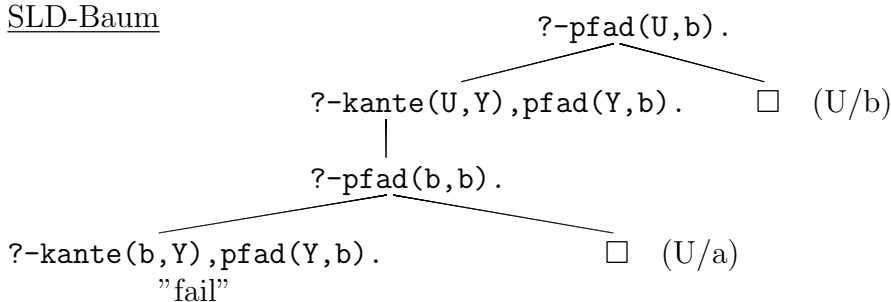 SLD-Baum
?-pfad(U,b).
?-kante(U,Y),pfad(Y,b). □ (U/b)
?-pfad(b,b).
?-kante(b,Y),pfad(Y,b). □ (U/a)
"fail"